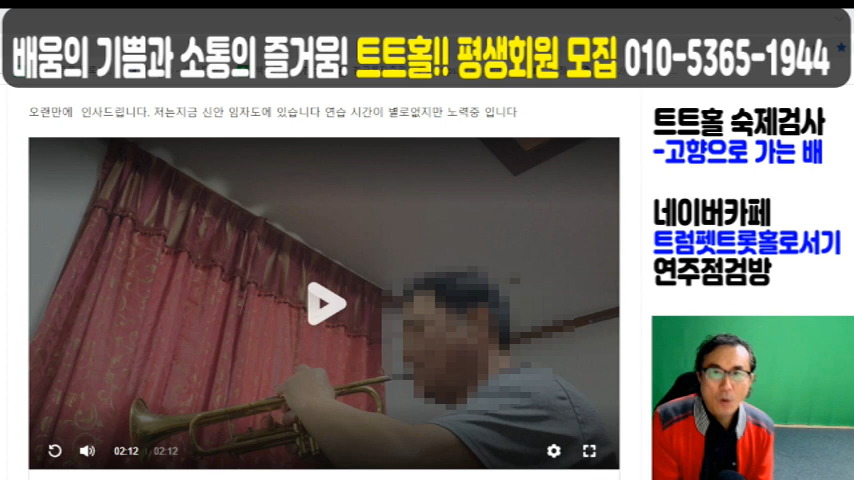 배움의 기쁨과 소통의 즐거움! 트트홀!! 평생회원 모집 010-5365-1944
오랜만에 인사드립니다. 저는지금 신안 임자도에 있습니다 연습 시간이 별로없지만 노력중 입니다
트트홀 숙제검사
-고향으로 가는 배
네이버카페
트럼펫트롯홀로서기
연주점검방
02:12 02:12